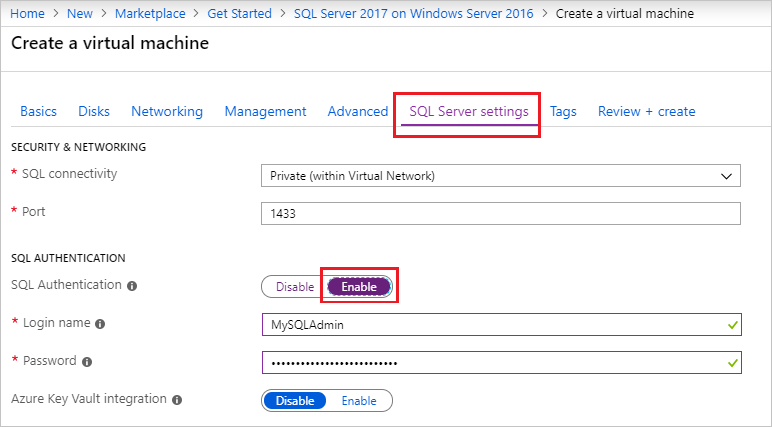 Home > New > Marketplace > Get Started > SQL Server 2017 on Windows Server 2016 > Create a virtual machine
Create a virtual machine
Basics Disks Networking Management Advanced SQL Server settings Tags Review + create
SECURITY & NETWORKING
* SQL connectivity Private (within Virtual Network)
* Port 1433
SQL AUTHENTICATION
SQL Authentication Disable Enable
* Login name MySQLAdmin
* Password ••••••••••••••••••••••••••
Azure Key Vault integration Disable Enable